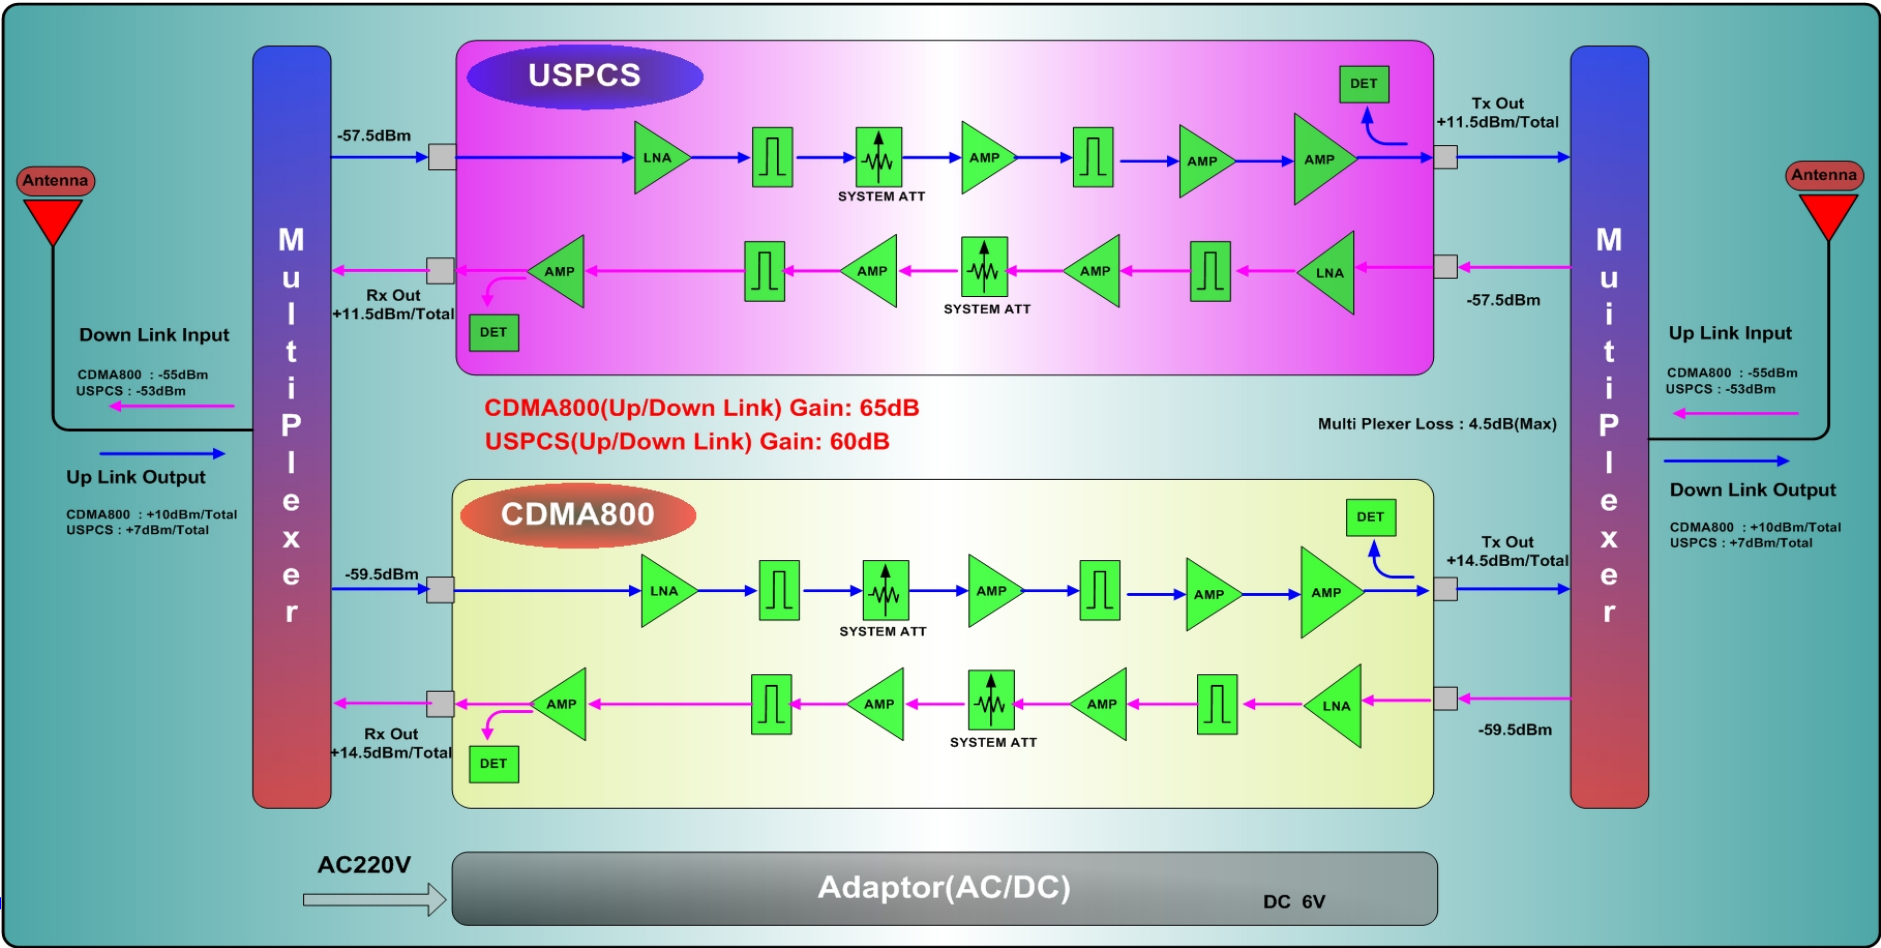 USPCS
DET
Tx Out
+11.5dBm/Total
-57.5dBm
LNA
SYSTEM ATT
AMP
AMP
AMP
Antenna
Antenna
MultiPlexer
MuitiPlexer
AMP
AMP
SYSTEM ATT
AMP
LNA
Rx Out
+11.5dBm/Total
DET
-57.5dBm
Down Link Input
CDMA800 : -55dBm
USPCS : -53dBm
Up Link Input
CDMA800 : -55dBm
USPCS : -53dBm
CDMA800(Up/Down Link) Gain: 65dB
USPCS(Up/Down Link) Gain: 60dB
Multi Plexer Loss : 4.5dB(Max)
Up Link Output
CDMA800 : +10dBm/Total
USPCS : +7dBm/Total
Down Link Output
CDMA800 : +10dBm/Total
USPCS : +7dBm/Total
CDMA800
DET
Tx Out
+14.5dBm/Total
-59.5dBm
LNA
SYSTEM ATT
AMP
AMP
AMP
AMP
AMP
SYSTEM ATT
AMP
LNA
Rx Out
+14.5dBm/Total
DET
-59.5dBm
AC220V
Adaptor(AC/DC)
DC 6V